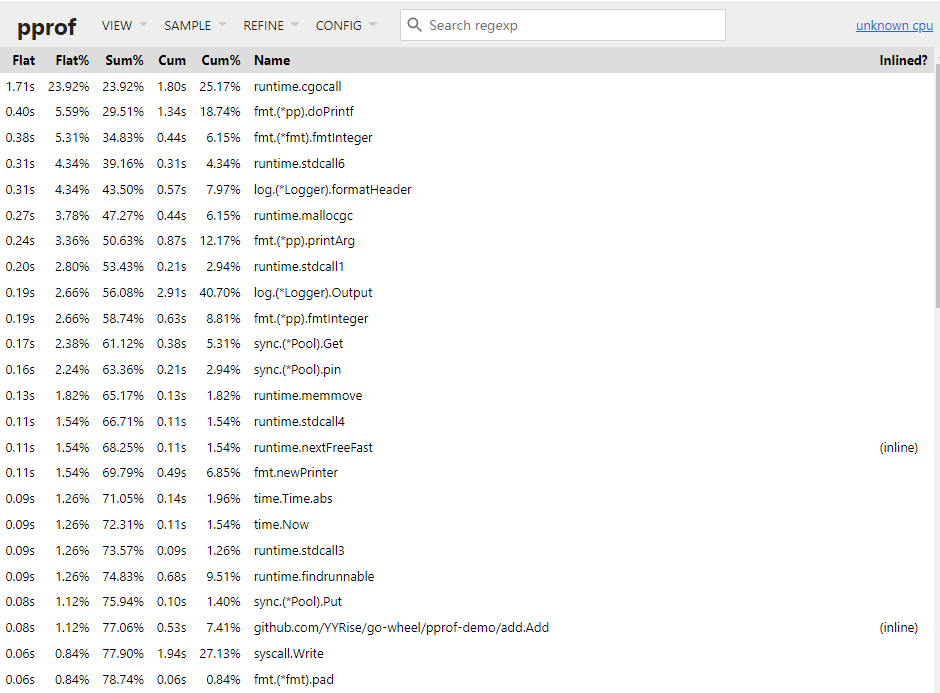 pprof VIEW SAMPLE REFINE CONFIG Search regexp unknown cpu
Flat Flat% Sum% Cum Cum% Name Inlined?
1.71s 23.92% 23.92% 1.80s 25.17% runtime.cgocall
0.40s 5.59% 29.51% 1.34s 18.74% fmt.(*pp).doPrintf
0.38s 5.31% 34.83% 0.44s 6.15% fmt.(*fmt).fmtInteger
0.31s 4.34% 39.16% 0.31s 4.34% runtime.stdcall6
0.31s 4.34% 43.50% 0.57s 7.97% log.(*Logger).formatHeader
0.27s 3.78% 47.27% 0.44s 6.15% runtime.mallocgc
0.24s 3.36% 50.63% 0.87s 12.17% fmt.(*pp).printArg
0.20s 2.80% 53.43% 0.21s 2.94% runtime.stdcall1
0.19s 2.66% 56.08% 2.91s 40.70% log.(*Logger).Output
0.19s 2.66% 58.74% 0.63s 8.81% fmt.(*pp).fmtInteger
0.17s 2.38% 61.12% 0.38s 5.31% sync.(*Pool).Get
0.16s 2.24% 63.36% 0.21s 2.94% sync.(*Pool).pin
0.13s 1.82% 65.17% 0.13s 1.82% runtime.memmove
0.11s 1.54% 66.71% 0.11s 1.54% runtime.stdcall4
0.11s 1.54% 68.25% 0.11s 1.54% runtime.nextFreeFast (inline)
0.11s 1.54% 69.79% 0.49s 6.85% fmt.newPrinter
0.09s 1.26% 71.05% 0.14s 1.96% time.Time.abs
0.09s 1.26% 72.31% 0.11s 1.54% time.Now
0.09s 1.26% 73.57% 0.09s 1.26% runtime.stdcall3
0.09s 1.26% 74.83% 0.68s 9.51% runtime.findrunnable
0.08s 1.12% 75.94% 0.10s 1.40% sync.(*Pool).Put
0.08s 1.12% 77.06% 0.53s 7.41% github.com/YYRise/go-wheel/pprof-demo/add.Add (inline)
0.06s 0.84% 77.90% 1.94s 27.13% syscall.Write
0.06s 0.84% 78.74% 0.06s 0.84% fmt.(*fmt).pad